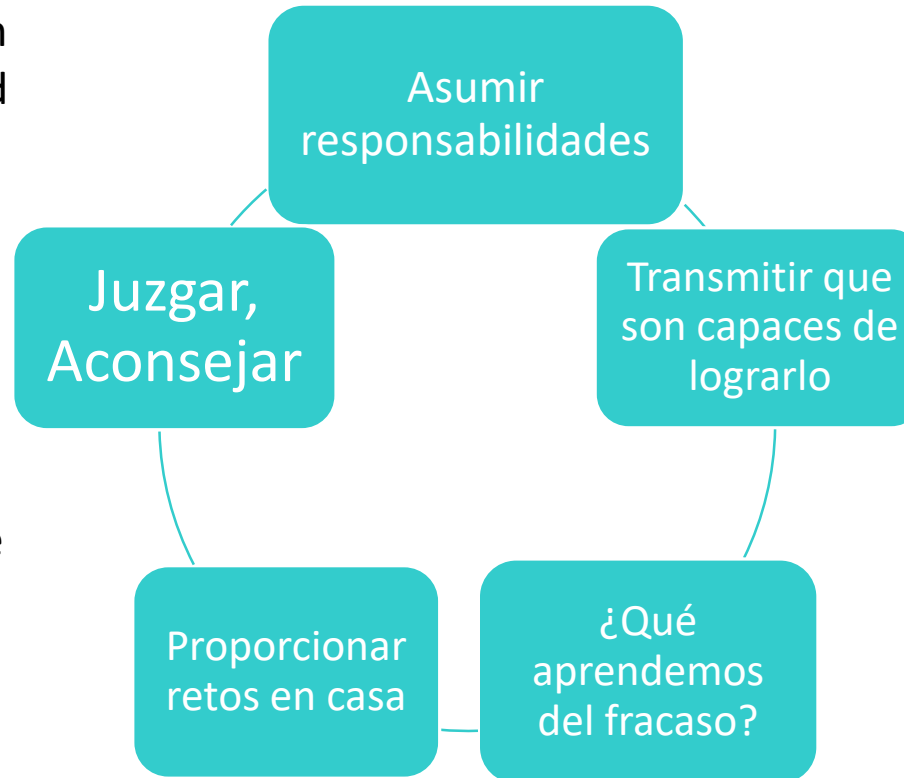 Asumir
responsabilidades
Transmitir que
son capaces de
lograrlo
¿Qué
aprendemos
del fracaso?
Proporcionar
retos en casa
Juzgar,
Aconsejar